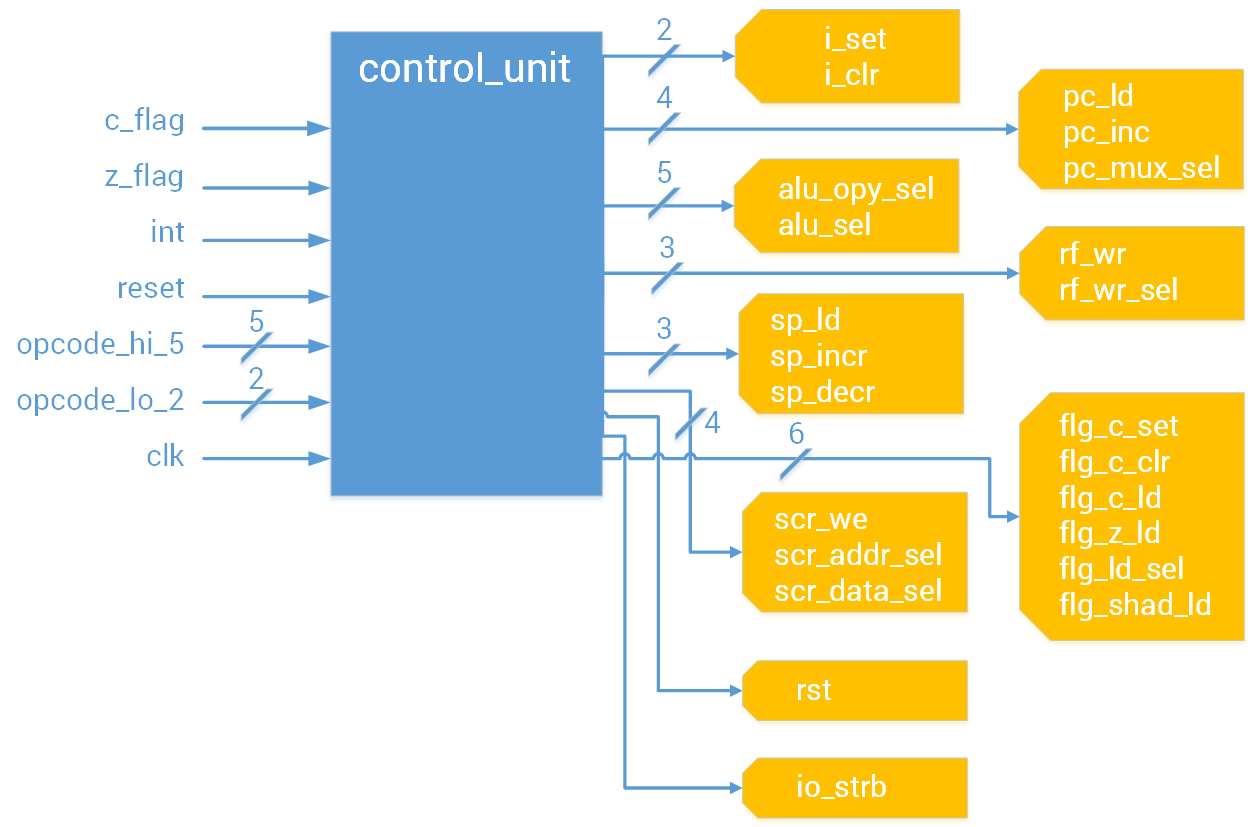 control_unit
c_flag
z_flag
int
reset
opcode_hi_5
5
opcode_lo_2
2
clk
2
i_set
i_clr
4
pc_ld
pc_inc
pc_mux_sel
5
alu_opy_sel
alu_sel
3
rf_wr
rf_wr_sel
3
sp_ld
sp_incr
sp_decr
4
scr_we
scr_addr_sel
scr_data_sel
6
flg_c_set
flg_c_clr
flg_c_ld
flg_z_ld
flg_ld_sel
flg_shad_ld
rst
io_strb